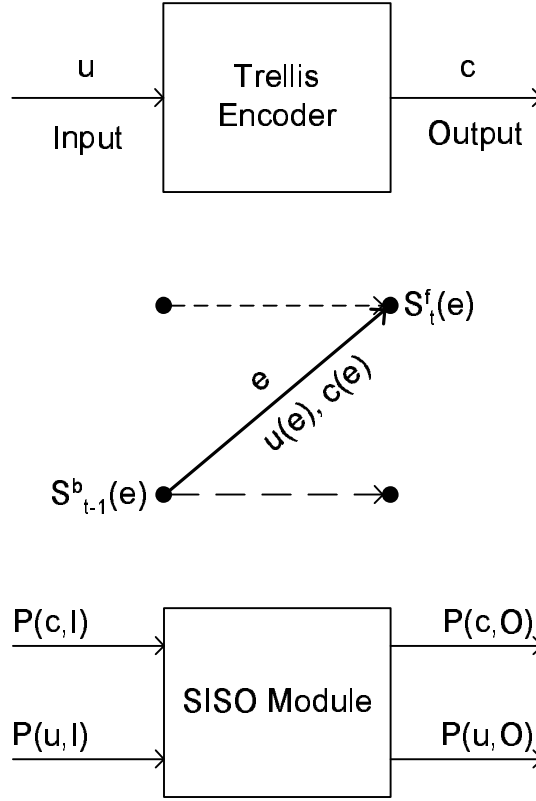 u
Input
Trellis
Encoder
c
Output
S^f_t(e)
e
u(e), c(e)
S^b_t-1(e)
P(c,I)
P(u,I)
SISO Module
P(c,O)
P(u,O)